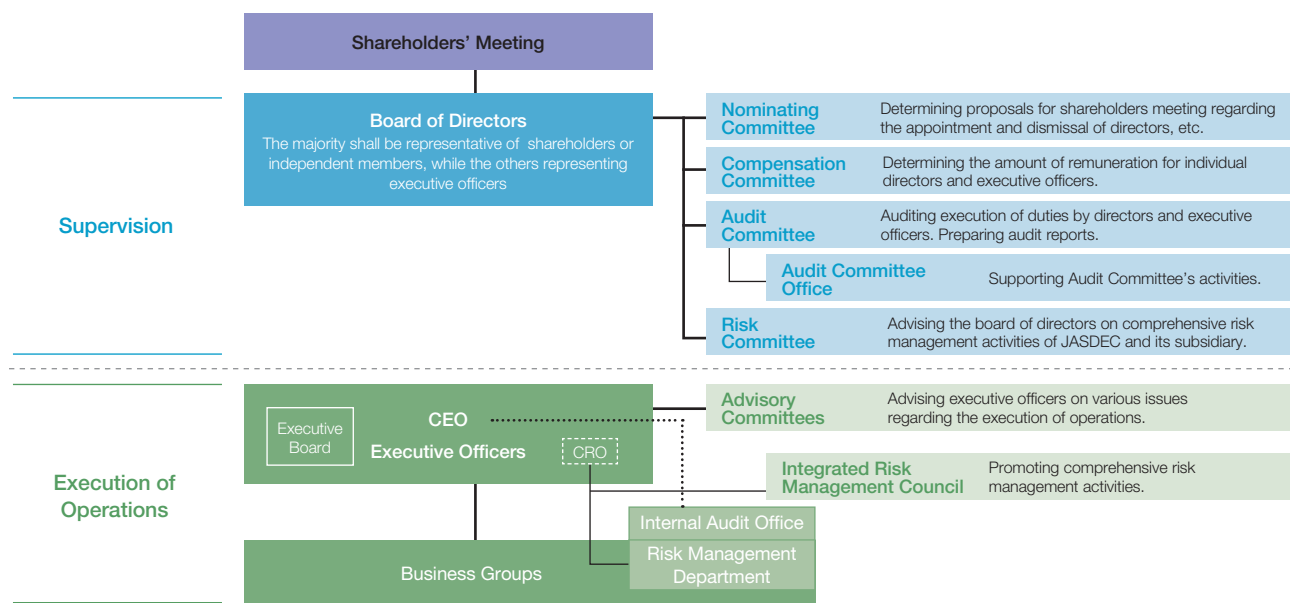 Shareholders' Meeting
Supervision
Board of Directors
The majority shall be representative of shareholders or
independent members, while the others representing
executive officers
Nominating
Committee
Determining proposals for shareholders meeting regarding
the appointment and dismissal of directors, etc.
Compensation
Committee
Determining the amount of remuneration for individual
directors and executive officers.
Audit
Committee
Auditing execution of duties by directors and executive
officers. Preparing audit reports.
Audit Committee
Office
Supporting Audit Committee's activities.
Risk
Committee
Advising the board of directors on comprehensive risk
management activities of JASDEC and its subsidiary.
Execution of
Operations
Executive
Board
CEO
Executive Officers
CRO
Advisory
Committees
Advising executive officers on various issues
regarding the execution of operations.
Integrated Risk
Management Council
Promoting comprehensive risk
management activities.
Internal Audit Office
Risk Management
Department
Business Groups